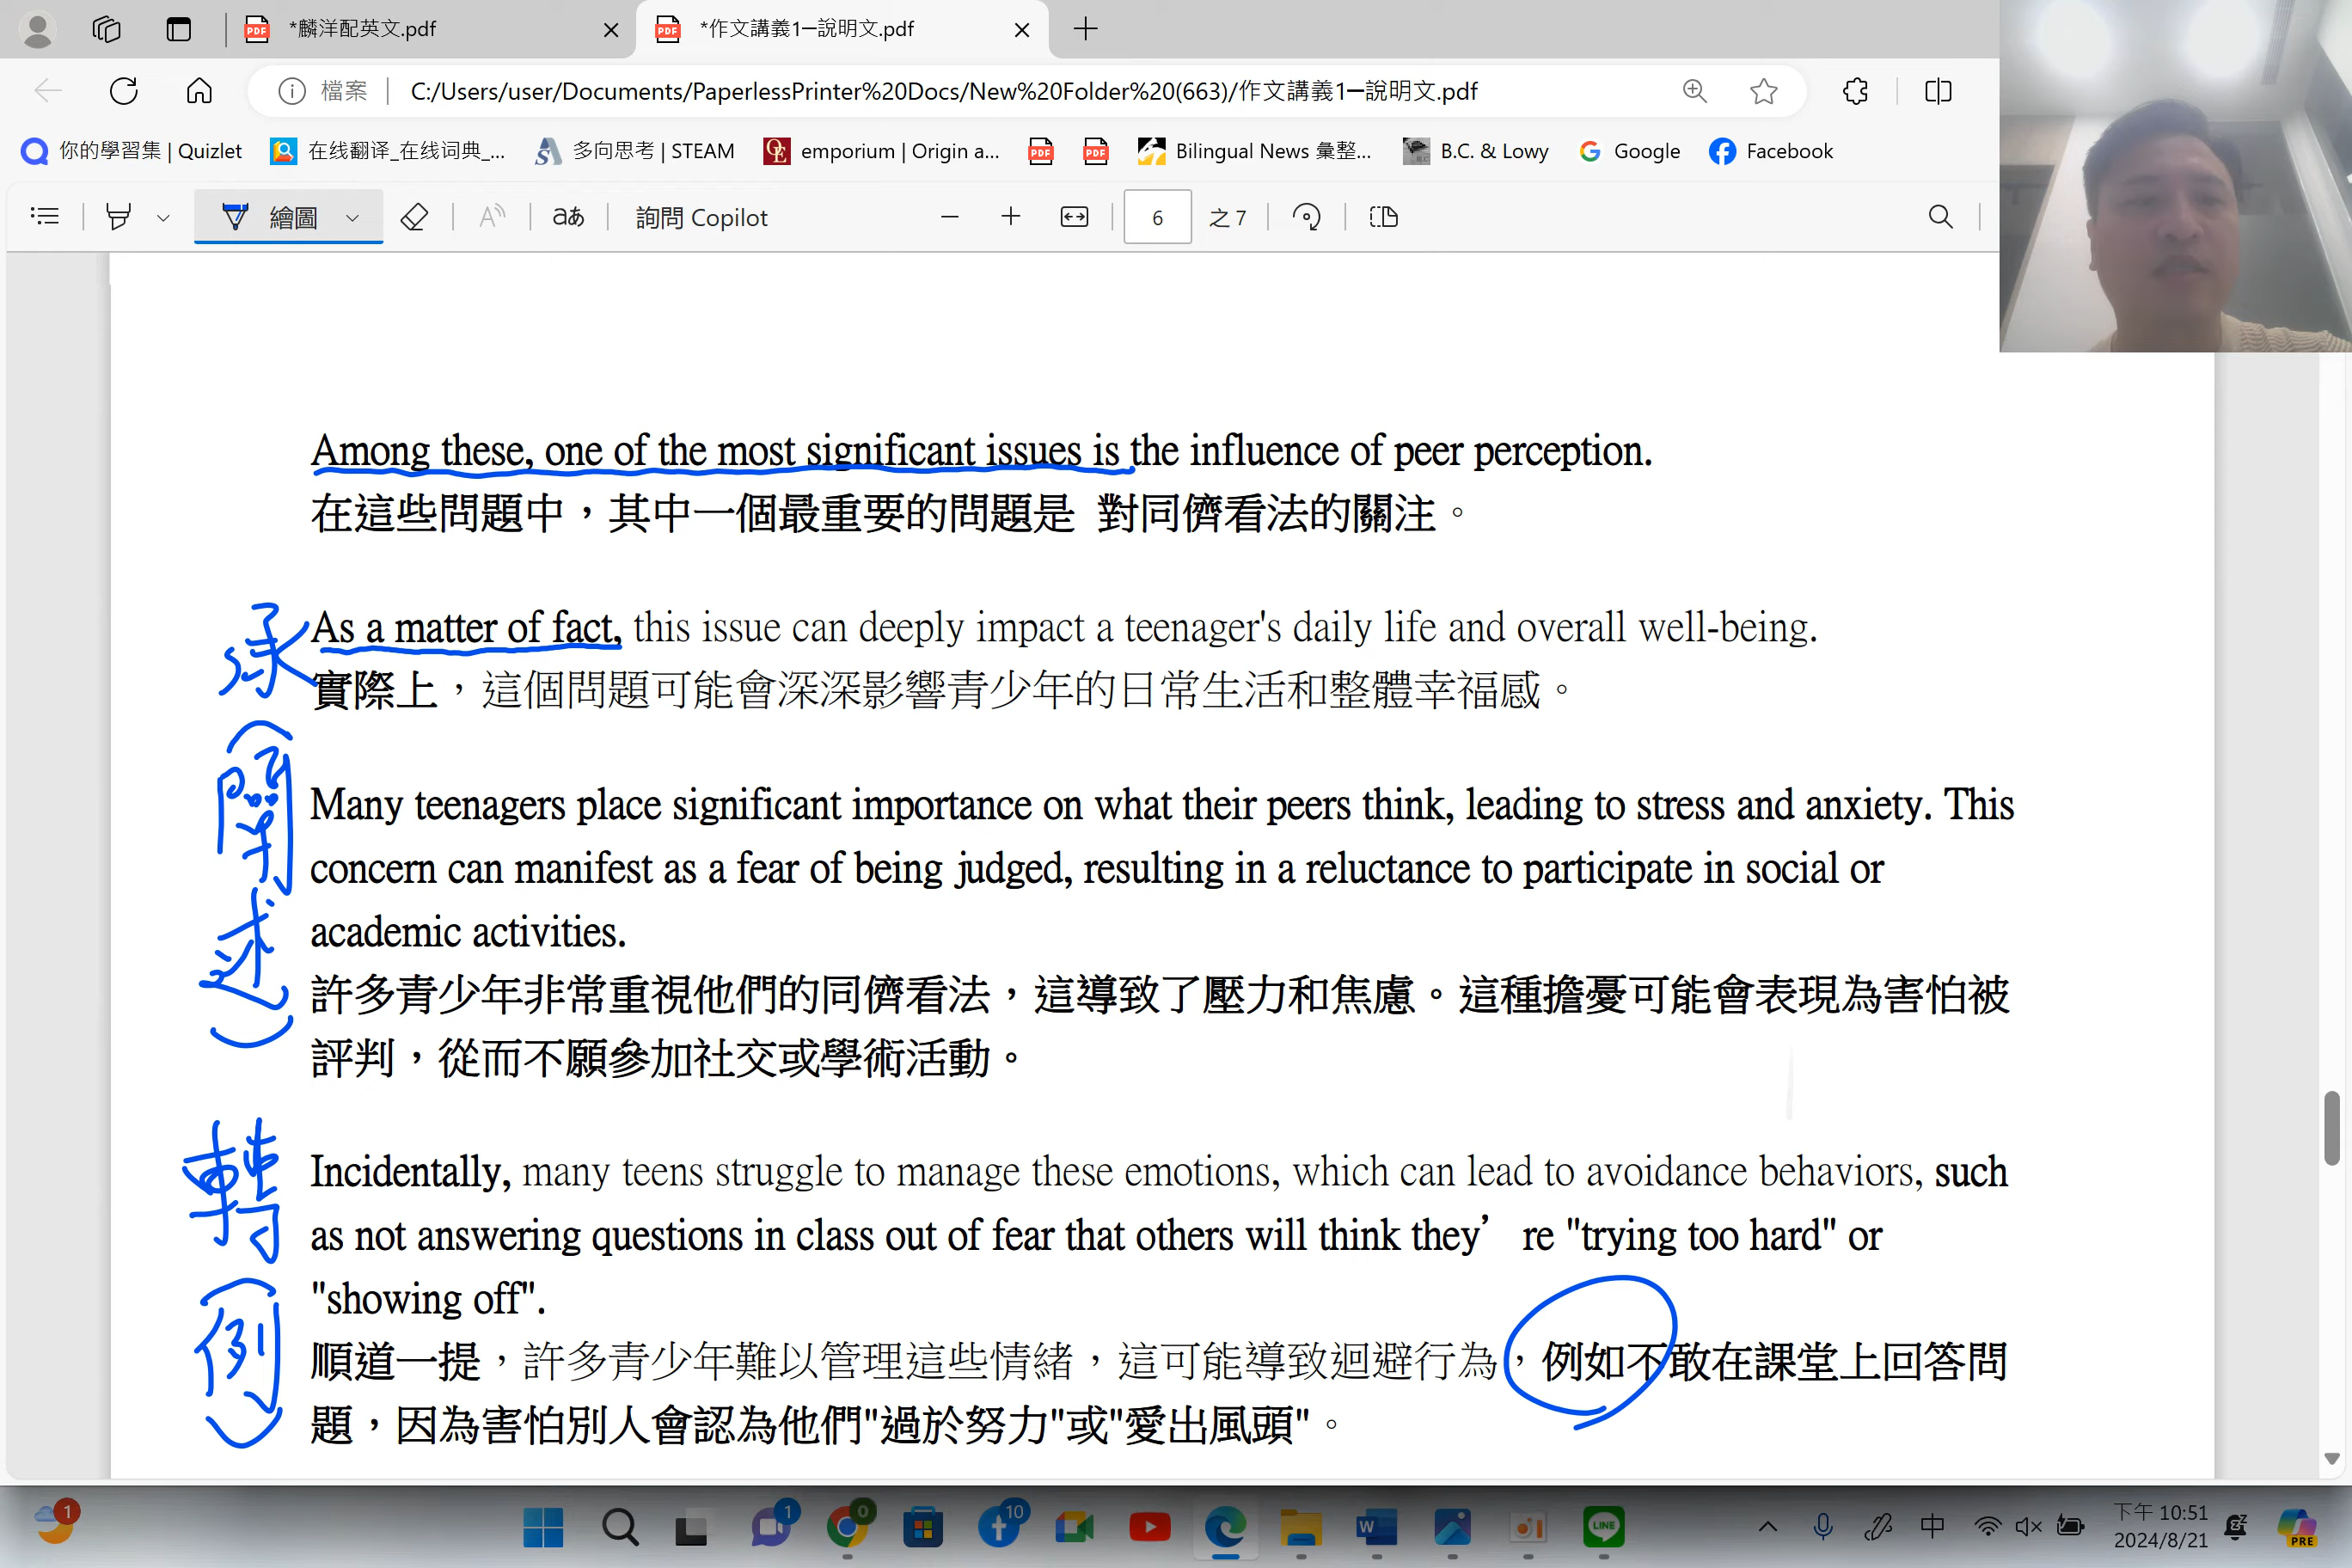 *麟洋配英文.pdf
*作文講義1─說明文.pdf
檔案
C:/Users/user/Documents/PaperlessPrinter%20Docs/New%20Folder%20(663)/作文講義1─說明文.pdf
你的學習集 | Quizlet
在线翻译_在线词典_...
多向思考 | STEAM
emporium | Origin a...
Bilingual News 彙整...
B.C. & Lowy
Google
Facebook
繪圖
aあ
詢問 Copilot
6
之 7
Among these, one of the most significant issues is the influence of peer perception.
在這些問題中，其中一個最重要的問題是 對同儕看法的關注。
承
As a matter of fact, this issue can deeply impact a teenager's daily life and overall well-being.
實際上，這個問題可能會深深影響青少年的日常生活和整體幸福感。
(闡述)
Many teenagers place significant importance on what their peers think, leading to stress and anxiety. This
concern can manifest as a fear of being judged, resulting in a reluctance to participate in social or
academic activities.
許多青少年非常重視他們的同儕看法，這導致了壓力和焦慮。這種擔憂可能會表現為害怕被
評判，從而不願參加社交或學術活動。
轉
Incidentally, many teens struggle to manage these emotions, which can lead to avoidance behaviors, such
as not answering questions in class out of fear that others will think they’ re "trying too hard" or
"showing off".
(例)
順道一提，許多青少年難以管理這些情緒，這可能導致迴避行為，例如不敢在課堂上回答問
題，因為害怕別人會認為他們"過於努力"或"愛出風頭"。
1
1
0
10
LINE
中
下午 10:51
2024/8/21
PRE